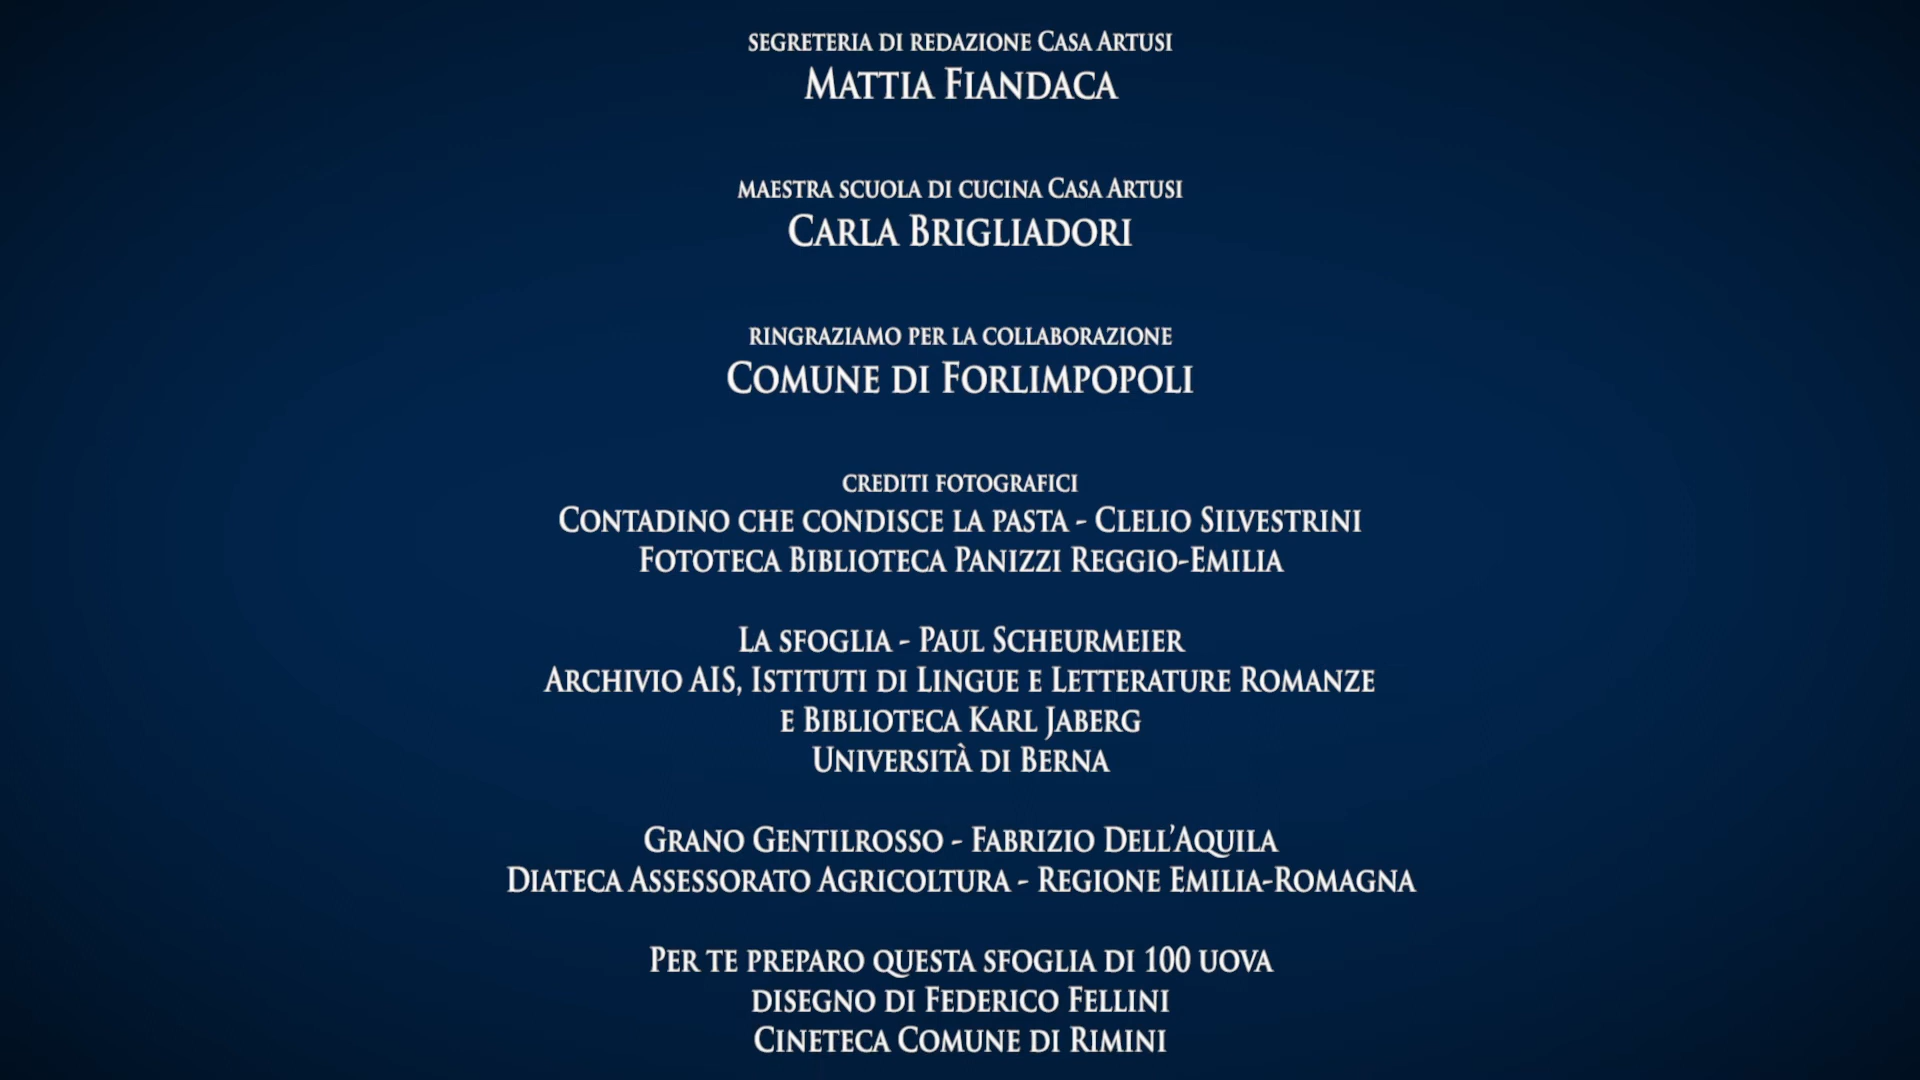 segreteria di redazione Casa Artusi
Mattia Fiandaca
maestra scuola di cucina Casa Artusi
Carla Brigliadori
ringraziamo per la collaborazione
Comune di Forlimpopoli
crediti fotografici
Contadino che condisce la pasta - Clelio Silvestrini
Fototeca Biblioteca Panizzi Reggio-Emilia
La sfoglia - Paul Scheurmeier
Archivio AIS, Istituti di Lingue e Letterature Romanze
e Biblioteca Karl Jaberg
Università di Berna
Grano Gentilrosso - Fabrizio Dell’Aquila
Diateca Assessorato Agricoltura - Regione Emilia-Romagna
Per te preparo questa sfoglia di 100 uova
disegno di Federico Fellini
Cineteca Comune di Rimini